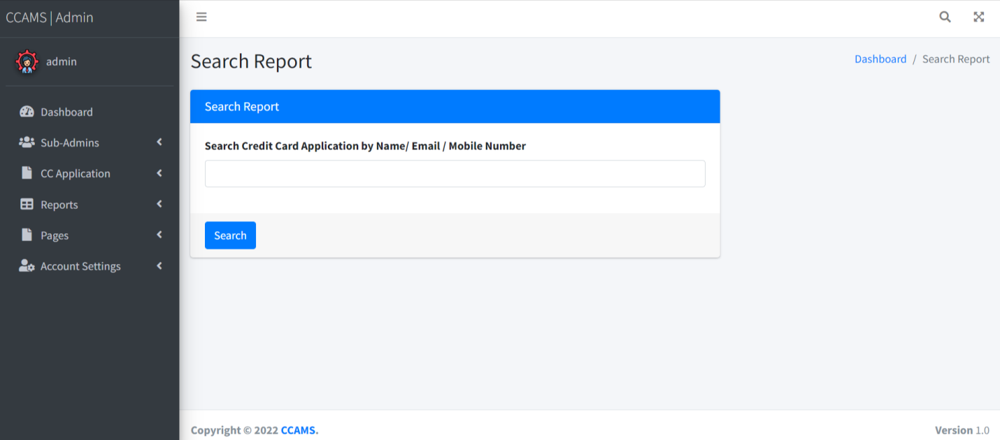 CCAMS | Admin
admin
Dashboard
Sub-Admins
CC Application
Reports
Pages
Account Settings
Search Report
Dashboard / Search Report
Search Report
Search Credit Card Application by Name/ Email / Mobile Number
Search
Copyright © 2022 CCAMS.
Version 1.0